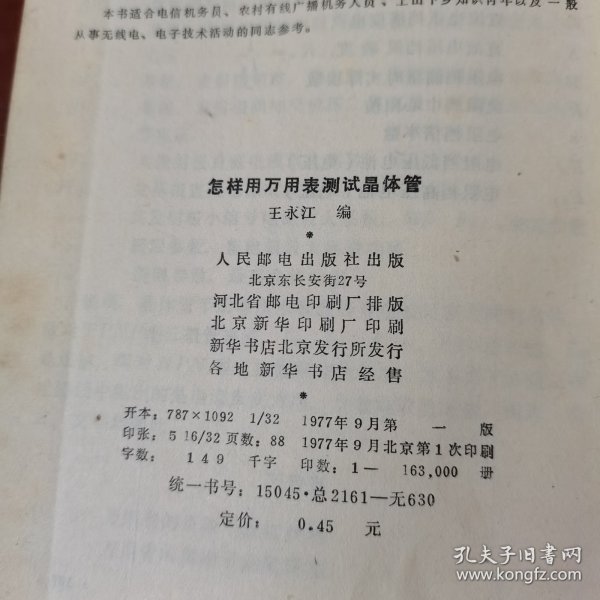 本书适合电信机务员、农村有线广播机务人员、上山下乡知识青年以及一般
从事无线电、电子技术活动的同志参考。
怎样用万用表测试晶体管
王永江 编
*
人民邮电出版社出版
北京东长安街27号
河北省邮电印刷厂排版
北京新华印刷厂印刷
新华书店北京发行所发行
各地新华书店经售
*
开本：787×1092 1/32 1977年9月第一版
印张：5 16/32 页数：88 1977年9月北京第1次印刷
字数：149 千字 印数：1—163,000 册
统一书号：15045·总2161—无630
定价：0.45 元
孔夫子旧书网
www.kongfz.com